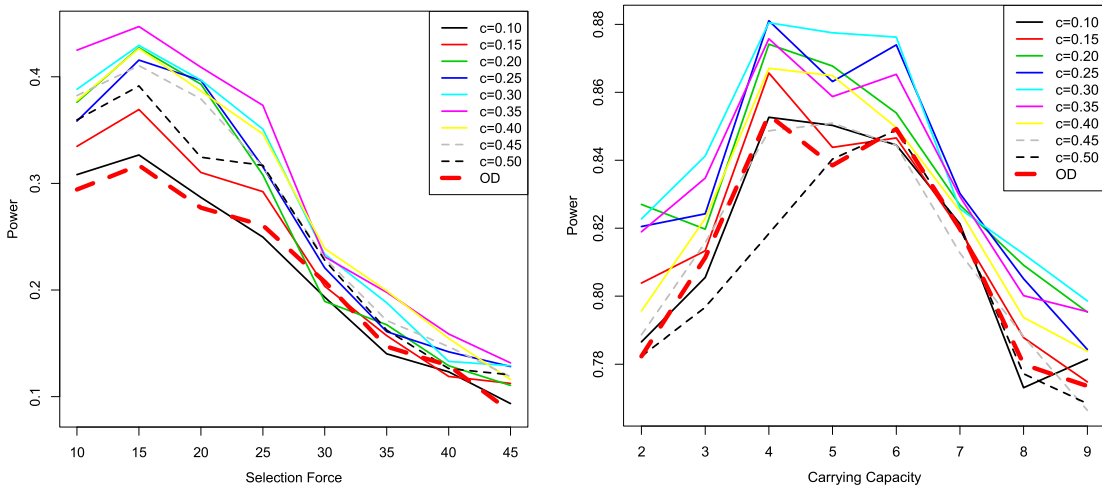 Power
0.4
0.3
0.2
0.1
10 15 20 25 30 35 40 45
Selection Force
c=0.10
c=0.15
c=0.20
c=0.25
c=0.30
c=0.35
c=0.40
c=0.45
c=0.50
OD
Power
0.88
0.86
0.84
0.82
0.80
0.78
2 3 4 5 6 7 8 9
Carrying Capacity
c=0.10
c=0.15
c=0.20
c=0.25
c=0.30
c=0.35
c=0.40
c=0.45
c=0.50
OD